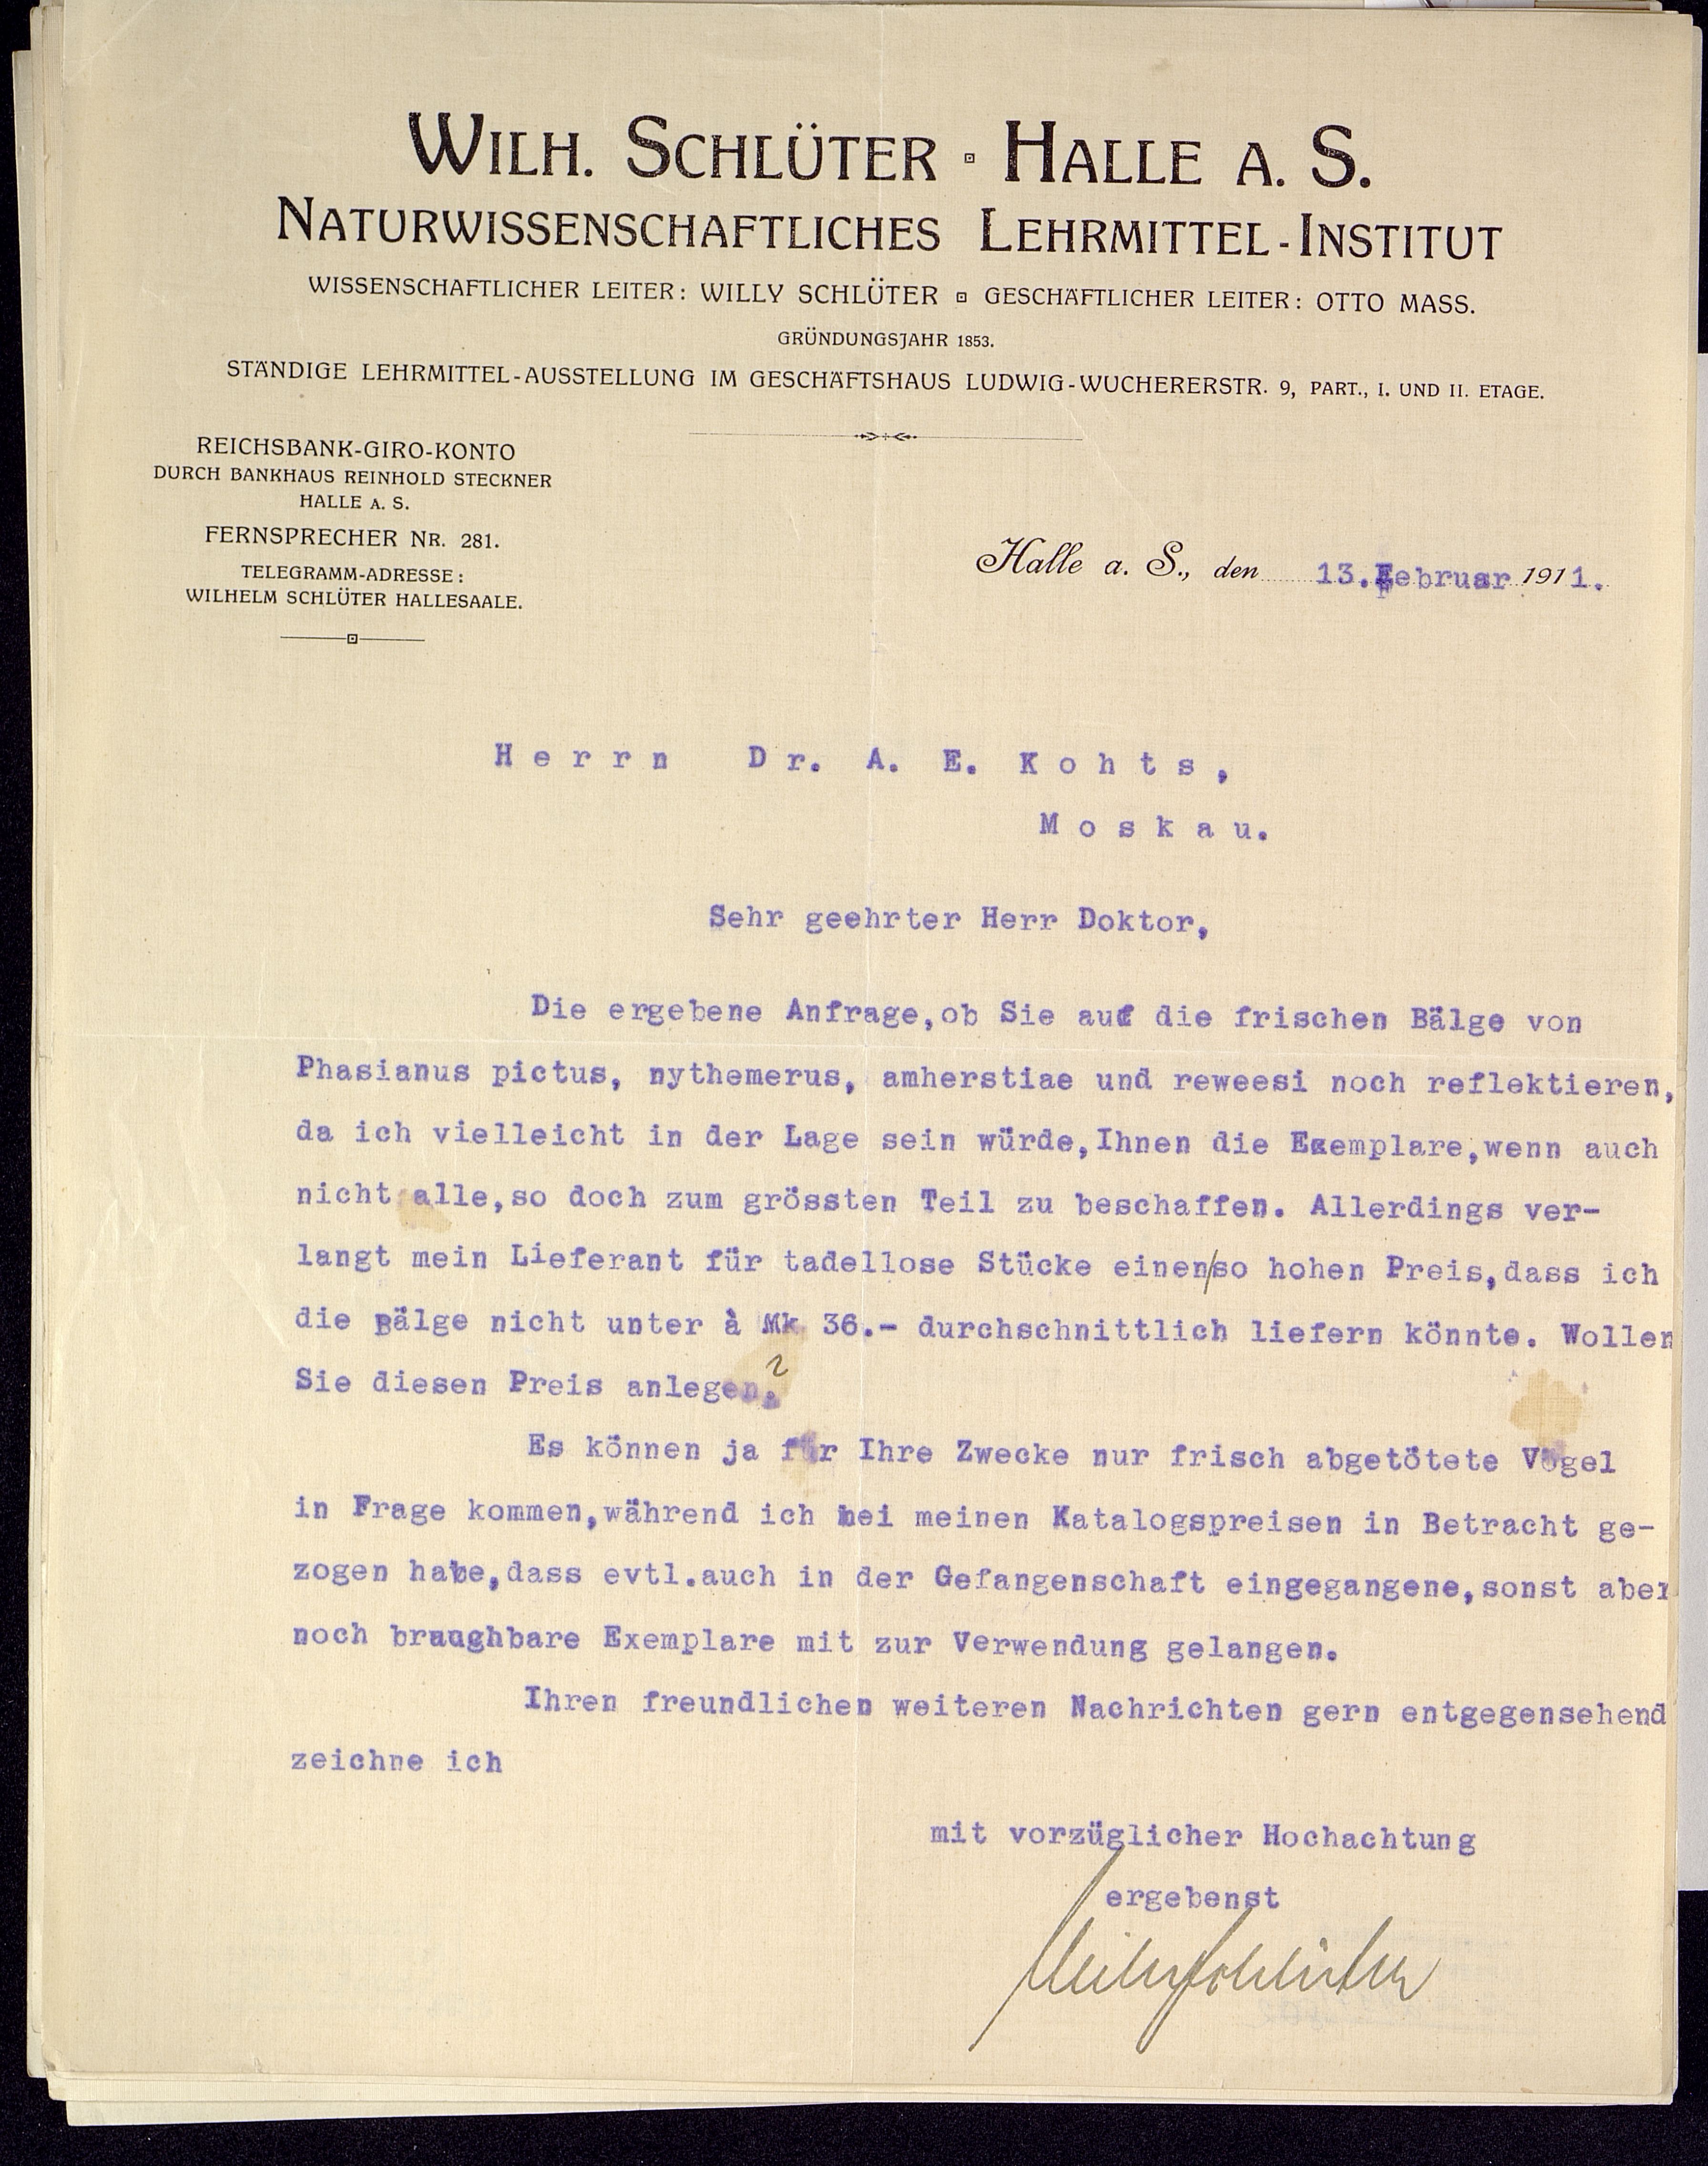 WILH. SCHLÜTER · HALLE A. S.
NATURWISSENSCHAFTLICHES LEHRMITTEL-INSTITUT
WISSENSCHAFTLICHER LEITER: WILLY SCHLÜTER GESCHÄFTLICHER LEITER: OTTO MASS.
GRÜNDUNGSJAHR 1853.
STÄNDIGE LEHRMITTEL-AUSSTELLUNG IM GESCHÄFTSHAUS LUDWIG-WUCHERERSTR. 9, PART., I. UND II. ETAGE.
REICHSBANK-GIRO-KONTO
DURCH BANKHAUS REINHOLD STECKNER
HALLE A. S.
FERNSPRECHER NR. 281.
TELEGRAMM-ADRESSE:
WILHELM SCHLÜTER HALLESAALE.
Halle a. S., den 13.Februar 1911.
Herrn Dr. A. E. Kohts,
Moskau.
Sehr geehrter Herr Doktor,
Die ergebene Anfrage,ob Sie auf die frischen Bälge von
Phasianus pictus, nythemerus, amherstiae und reweesi noch reflektieren,
da ich vielleicht in der Lage sein würde,Ihnen die Exemplare,wenn auch
nicht alle,so doch zum grössten Teil zu beschaffen. Allerdings ver-
langt mein Lieferant für tadellose Stücke einen/so hohen Preis,dass ich
die Bälge nicht unter à Mk 36.- durchschnittlich liefern könnte. Wollen
Sie diesen Preis anlegen?
Es können ja für Ihre Zwecke nur frisch abgetötete Vögel
in Frage kommen,während ich bei meinen Katalogspreisen in Betracht ge-
zogen habe,dass evtl.auch in der Gefangenschaft eingegangene,sonst aber
noch braughbare Exemplare mit zur Verwendung gelangen.
Ihren freundlichen weiteren Nachrichten gern entgegensehend
zeichne ich
mit vorzüglicher Hochachtung
ergebenst
Wilh Schlüter